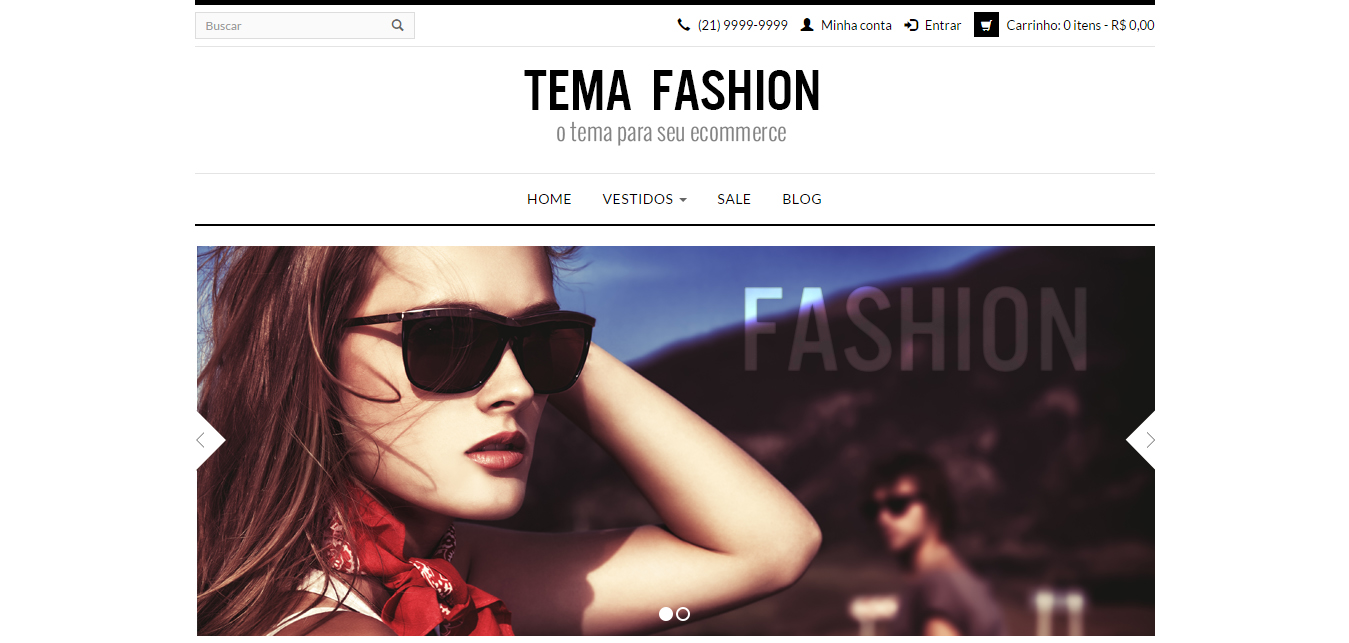 Buscar
(21) 9999-9999 Minha conta Entrar Carrinho: 0 itens - R$ 0,00
TEMA FASHION
o tema para seu ecommerce
HOME VESTIDOS SALE BLOG
FASHION